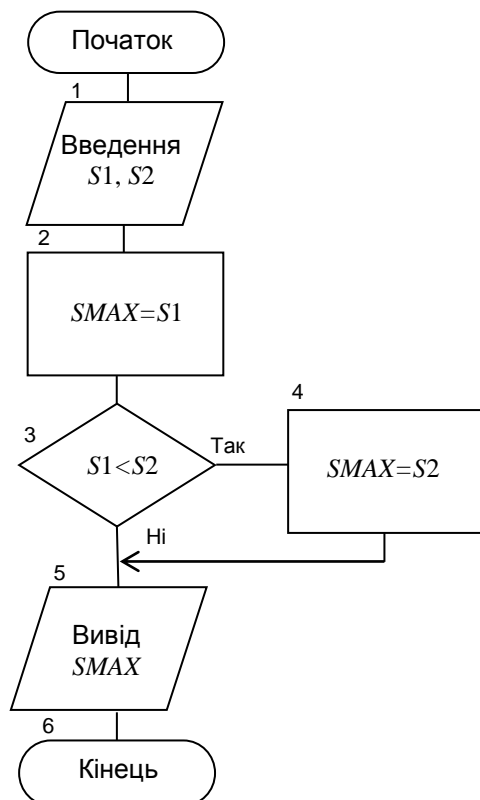 Початок
1
Введення
S1, S2
2
SMAX=S1
3
S1<S2
Так
4
SMAX=S2
Ні
5
Вивід
SMAX
6
Кінець